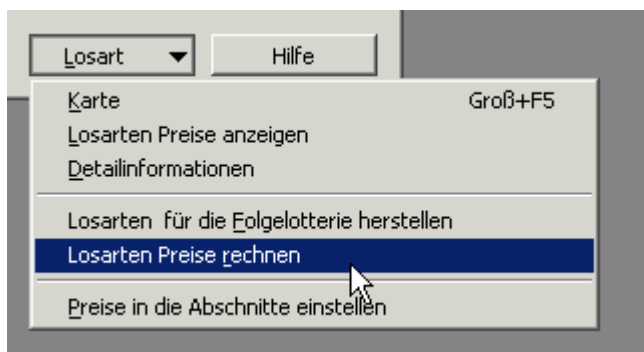 Losart Hilfe
Karte Groß+F5
Losarten Preise anzeigen
Detailinformationen
Losarten für die Folgelotterie herstellen
Losarten Preise rechnen
Preise in die Abschnitte einstellen